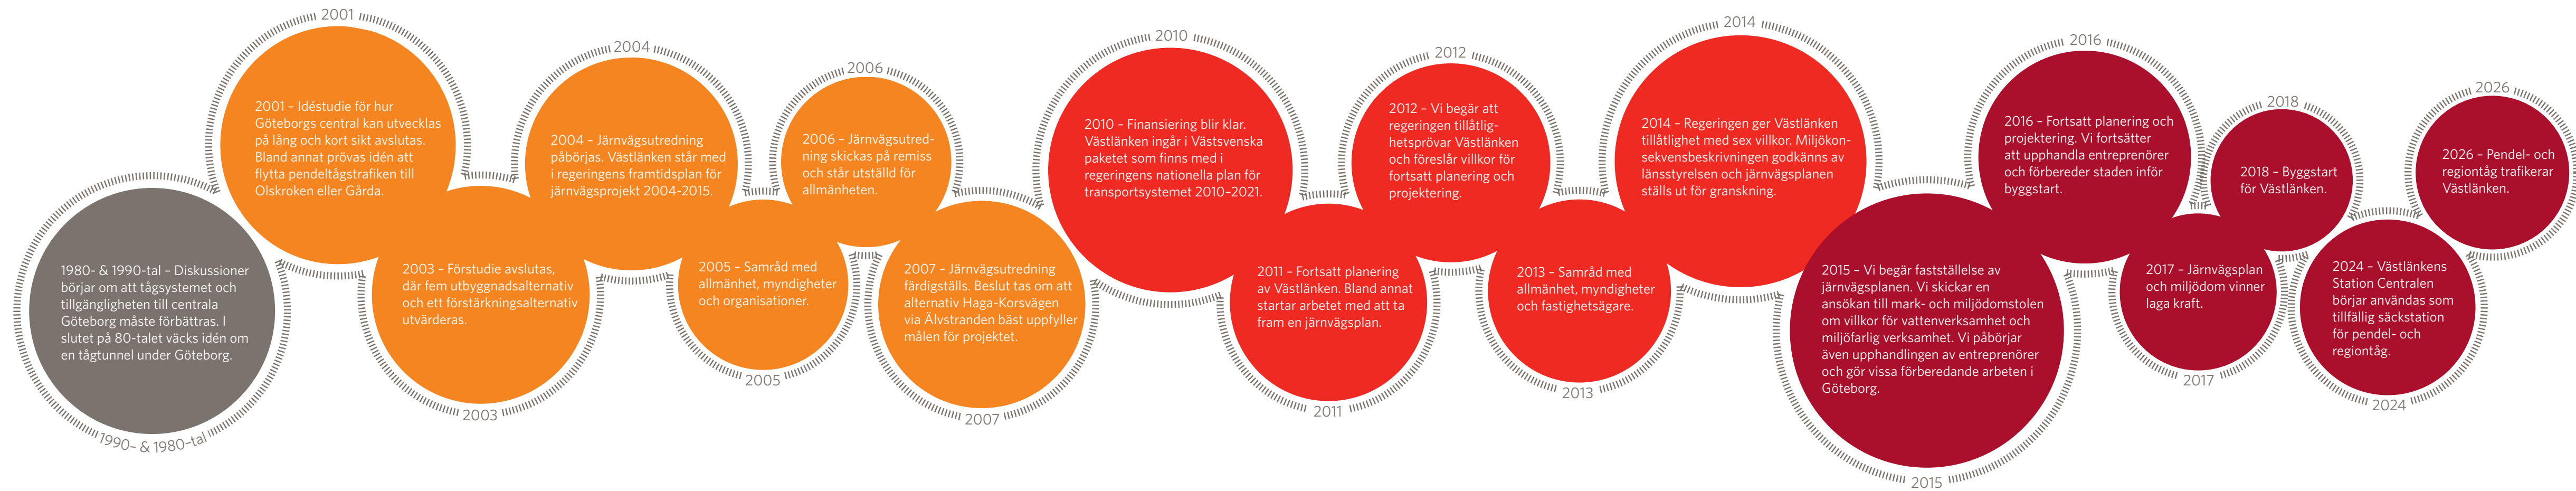 1990- & 1980-tal
1980- & 1990-tal – Diskussioner
börjar om att tågsystemet och
tillgängligheten till centrala
Göteborg måste förbättras. I
slutet på 80-talet väcks idén om
en tågtunnel under Göteborg.
2001
2001 – Idéstudie för hur
Göteborgs central kan utvecklas
på lång och kort sikt avslutas.
Bland annat prövas idén att
flytta pendeltågstrafiken till
Olskroken eller Gårda.
2003 – Förstudie avslutas,
där fem utbyggnadsalternativ
och ett förstärkningsalternativ
utvärderas.
2003
2004
2004 – Järnvägsutredning
påbörjas. Västlänken står med
i regeringens framtidsplan för
järnvägsprojekt 2004-2015.
2005 – Samråd med
allmänhet, myndigheter
och organisationer.
2005
2006
2006 – Järnvägsutred-
ning skickas på remiss
och står utställd för
allmänheten.
2007 – Järnvägsutredning
färdigställs. Beslut tas om att
alternativ Haga-Korsvägen
via Älvstranden bäst uppfyller
målen för projektet.
2007
2010
2010 – Finansiering blir klar.
Västlänken ingår i Västsvenska
paketet som finns med i
regeringens nationella plan för
transportsystemet 2010–2021.
2011 – Fortsatt planering
av Västlänken. Bland annat
startar arbetet med att ta
fram en järnvägsplan.
2011
2012
2012 – Vi begär att
regeringen tillåtlig-
hetsprövar Västlänken
och föreslår villkor för
fortsatt planering och
projektering.
2013 – Samråd med
allmänhet, myndigheter
och fastighetsägare.
2013
2014
2014 – Regeringen ger Västlänken
tillåtlighet med sex villkor. Miljökon-
sekvensbeskrivningen godkänns av
länsstyrelsen och järnvägsplanen
ställs ut för granskning.
2015 – Vi begär fastställelse av
järnvägsplanen. Vi skickar en
ansökan till mark- och miljödomstolen
om villkor för vattenverksamhet och
miljöfarlig verksamhet. Vi påbörjar
även upphandlingen av entreprenörer
och gör vissa förberedande arbeten i
Göteborg.
2015
2016
2016 – Fortsatt planering och
projektering. Vi fortsätter
att upphandla entreprenörer
och förbereder staden inför
byggstart.
2017 – Järnvägsplan
och miljödom vinner
laga kraft.
2017
2018
2018 – Byggstart
för Västlänken.
2024 – Västlänkens
Station Centralen
börjar användas som
tillfällig säckstation
för pendel- och
regiontåg.
2024
2026
2026 – Pendel- och
regiontåg trafikerar
Västlänken.